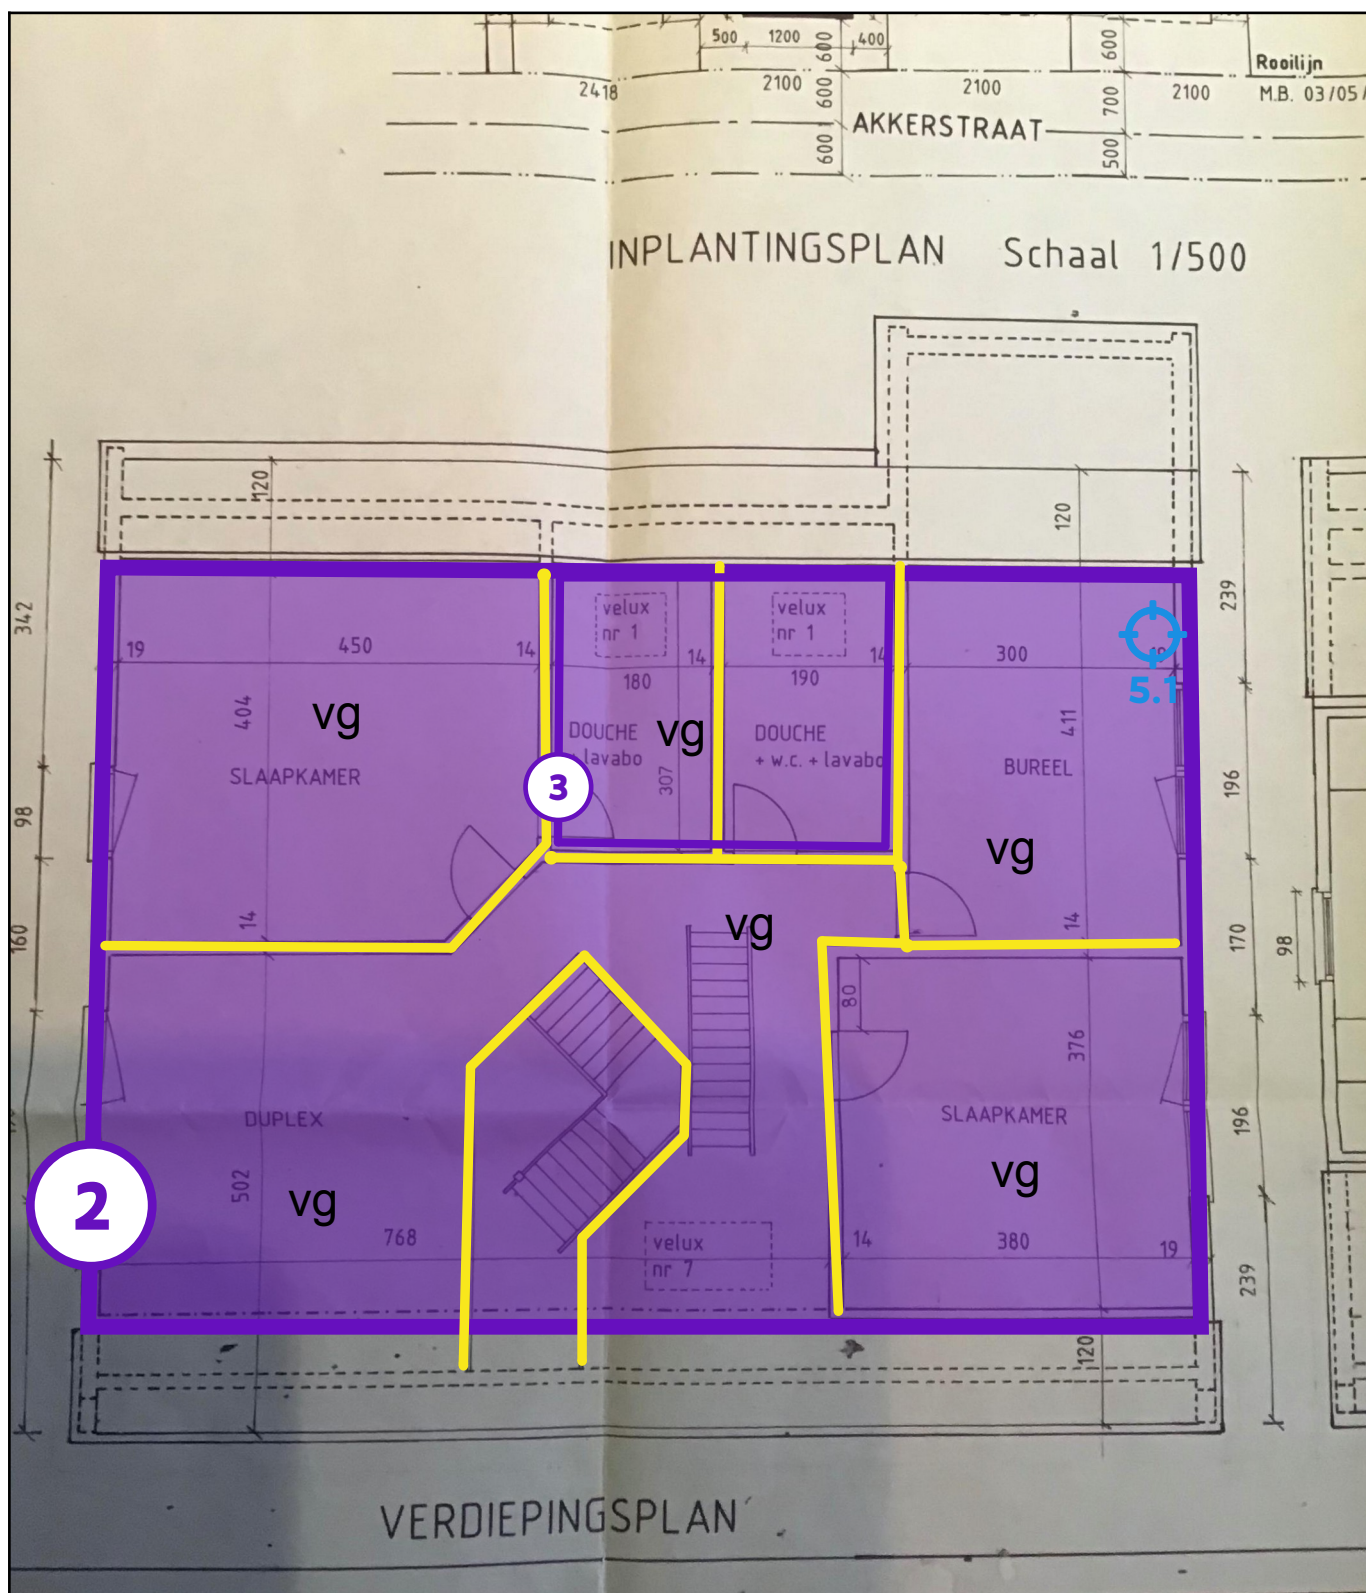 500 1200 600 400 600
Rooilijn
2418 2100 600 2100 700 2100
M.B. 03/05/
AKKERSTRAAT
600 500
INPLANTINGSPLAN Schaal 1/500
120
120
342
239
velux
nr 1
velux
nr 1
19 450 14
14
14
300
180
190
5.1
404
vg
vg
411
DOUCHE
lavabo
DOUCHE
+ w.c. + lavabo
SLAAPKAMER
BUREEL
307
3
98
196
vg
14
vg
14
160
170
98
80
376
DUPLEX
SLAAPKAMER
196
502
vg
vg
2
768
velux
nr 7
14 380 19
239
120
VERDIEPINGSPLAN